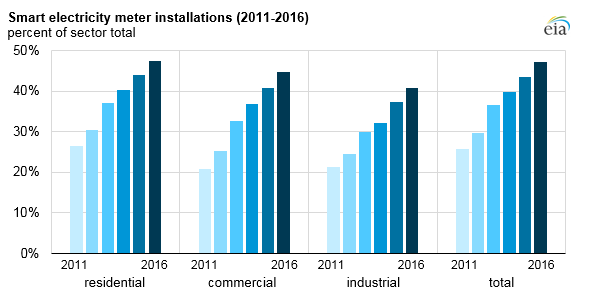 Smart electricity meter installations (2011-2016)
percent of sector total
eia
50%
40%
30%
20%
10%
0%
2011 2016 2011 2016 2011 2016 2011 2016
residential commercial industrial total